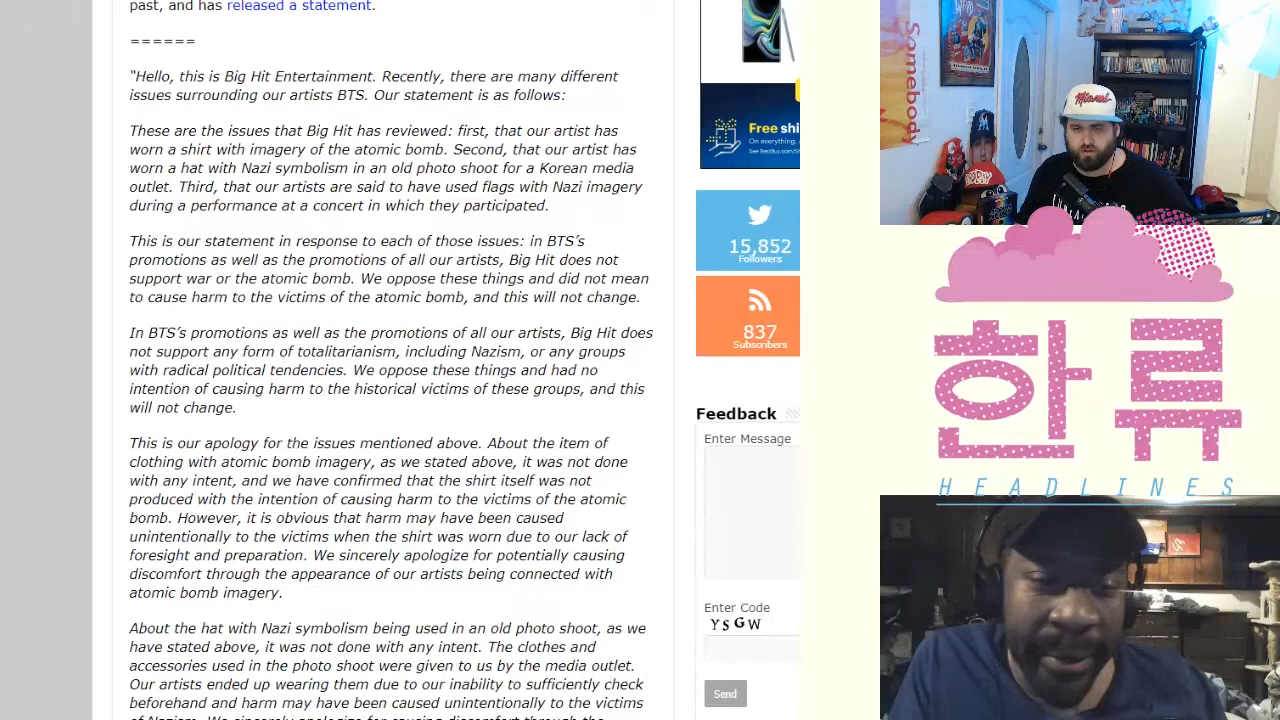 past, and has released a statement.
======
"Hello, this is Big Hit Entertainment. Recently, there are many different
issues surrounding our artists BTS. Our statement is as follows:
These are the issues that Big Hit has reviewed: first, that our artist has
worn a shirt with imagery of the atomic bomb. Second, that our artist has
worn a hat with Nazi symbolism in an old photo shoot for a Korean media
outlet. Third, that our artists are said to have used flags with Nazi imagery
during a performance at a concert in which they participated.
This is our statement in response to each of those issues: in BTS's
promotions as well as the promotions of all our artists, Big Hit does not
support war or the atomic bomb. We oppose these things and did not mean
to cause harm to the victims of the atomic bomb, and this will not change.
In BTS's promotions as well as the promotions of all our artists, Big Hit does
not support any form of totalitarianism, including Nazism, or any groups
with radical political tendencies. We oppose these things and had no
intention of causing harm to the historical victims of these groups, and this
will not change.
This is our apology for the issues mentioned above. About the item of
clothing with atomic bomb imagery, as we stated above, it was not done
with any intent, and we have confirmed that the shirt itself was not
produced with the intention of causing harm to the victims of the atomic
bomb. However, it is obvious that harm may have been caused
unintentionally to the victims when the shirt was worn due to our lack of
foresight and preparation. We sincerely apologize for potentially causing
discomfort through the appearance of our artists being connected with
atomic bomb imagery.
About the hat with Nazi symbolism being used in an old photo shoot, as we
have stated above, it was not done with any intent. The clothes and
accessories used in the photo shoot were given to us by the media outlet.
Our artists ended up wearing them due to our inability to sufficiently check
beforehand and harm may have been caused unintentionally to the victims
of Nazism. We sincerely apologize for causing discomfort through the
Free shi
On everything.
See BestBuy.com/Sh
15,852
Followers
837
Subscribers
Feedback
Enter Message
Enter Code
YSGW
Send
Somebody
Miami
한류
HEADLINES